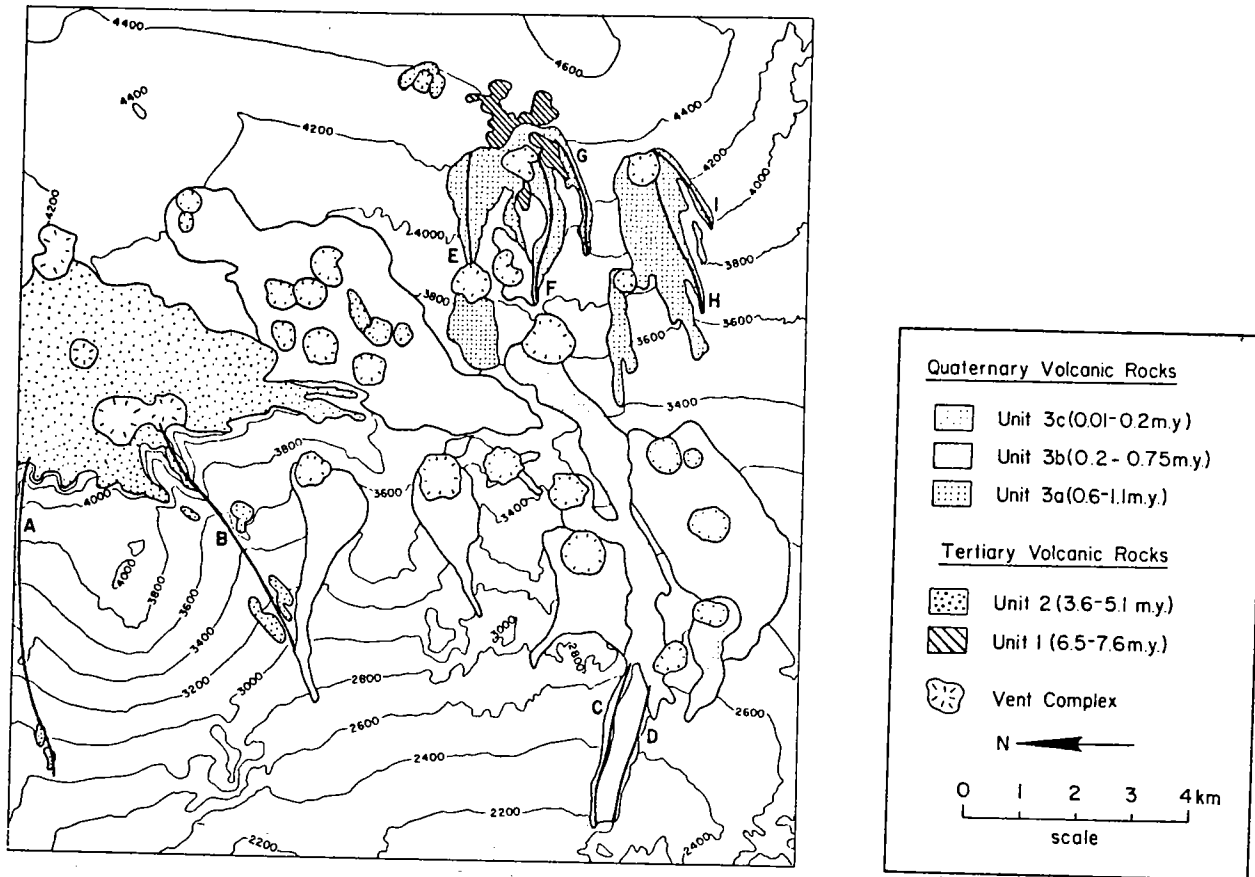 4400
4600
4400
4400
4200
4200
4000
G
4200
I
4000
E
F
3800
H
3800
3600
3600
3400
3800
3600
3400
4000
A
B
4000
3800
3600
3400
3200
3000
3000
2800
2800
2600
2600
C
D
2400
2200
2200
2400
Quaternary Volcanic Rocks
Unit 3c (0.01-0.2 m.y)
Unit 3b (0.2 - 0.75 m.y.)
Unit 3a (0.6-1.1 m.y.)
Tertiary Volcanic Rocks
Unit 2 (3.6-5.1 m.y.)
Unit 1 (6.5-7.6 m.y.)
Vent Complex
N
0 1 2 3 4 km
scale